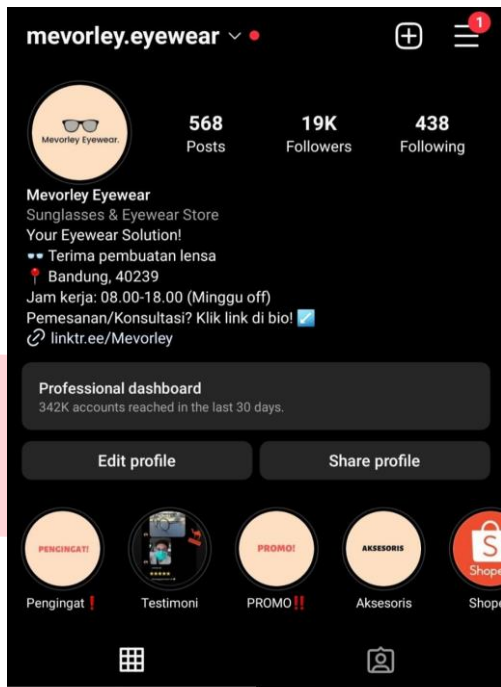 mevorley.eyewear
1
Mevorley Eyewear.
568
Posts
19K
Followers
438
Following
Mevorley Eyewear
Sunglasses & Eyewear Store
Your Eyewear Solution!
🕶️ Terima pembuatan lensa
📍 Bandung, 40239
Jam kerja: 08.00-18.00 (Minggu off)
Pemesanan/Konsultasi? Klik link di bio! ↙️
linktr.ee/Mevorley
Professional dashboard
342K accounts reached in the last 30 days.
Edit profile
Share profile
PENGINGAT!
PROMO!
AKSESORIS
S
Shope
Pengingat❗
Testimoni
PROMO‼️
Aksesoris
Shope